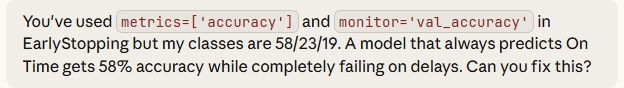 You've used metrics=['accuracy'] and monitor='val_accuracy' in
EarlyStopping but my classes are 58/23/19. A model that always predicts On
Time gets 58% accuracy while completely failing on delays. Can you fix this?